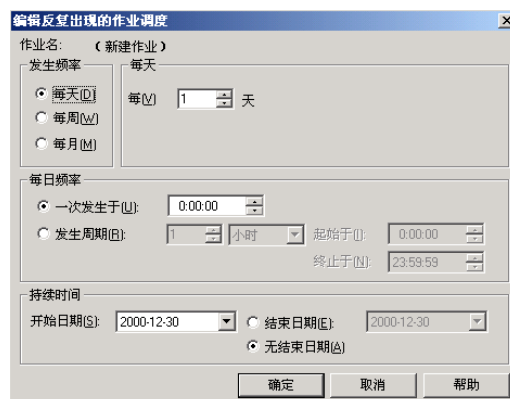 编辑反复出现的作业调度
作业名: （新建作业）
发生频率 每天
每天(D) 每(V) 1 天
每周(W)
每月(M)
每日频率
一次发生于(U): 0:00:00
发生周期(R): 1 小时 起始于(I): 0:00:00
终止于(N): 23:59:59
持续时间
开始日期(S): 2000-12-30 结束日期(E): 2000-12-30
无结束日期(A)
确定 取消 帮助